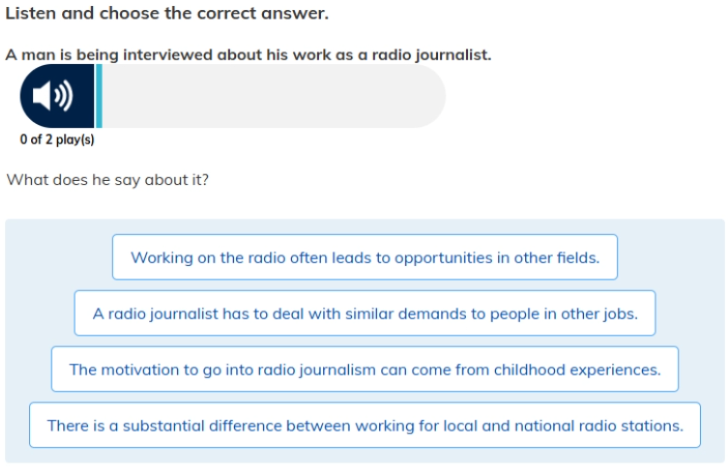 Listen and choose the correct answer.
A man is being interviewed about his work as a radio journalist.
0 of 2 play(s)
What does he say about it?
Working on the radio often leads to opportunities in other fields.
A radio journalist has to deal with similar demands to people in other jobs.
The motivation to go into radio journalism can come from childhood experiences.
There is a substantial difference between working for local and national radio stations.